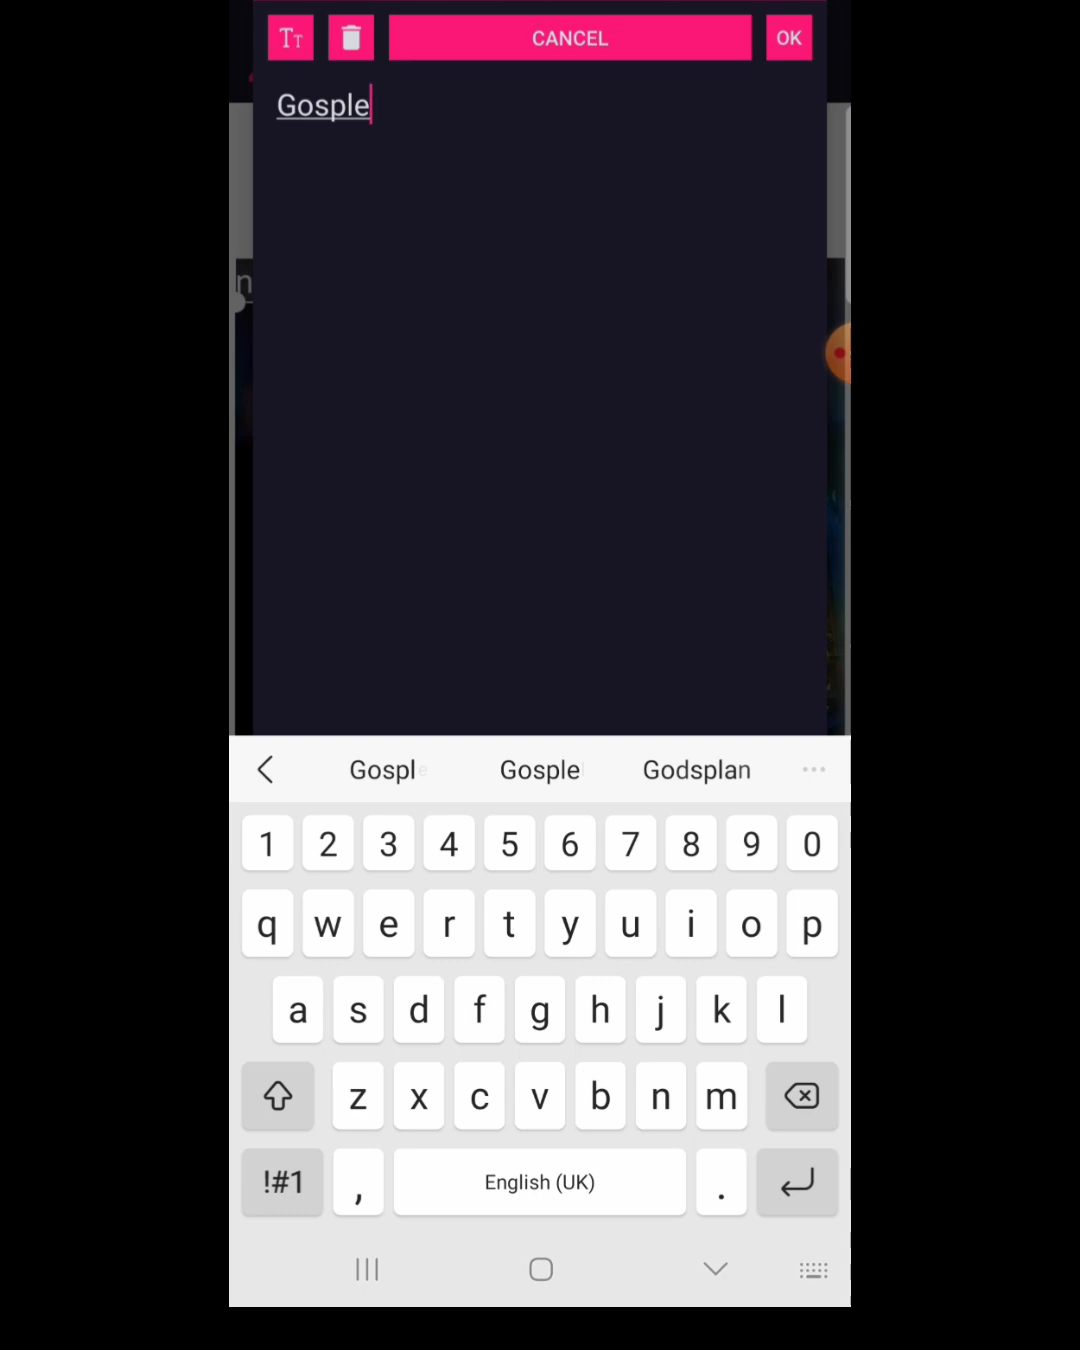 Tт
CANCEL
OK
Gosple
n
Gospl
Gosple
Godsplan
1 2 3 4 5 6 7 8 9 0
q w e r t y u i o p
a s d f g h j k l
z x c v b n m
!#1 , English (UK) .